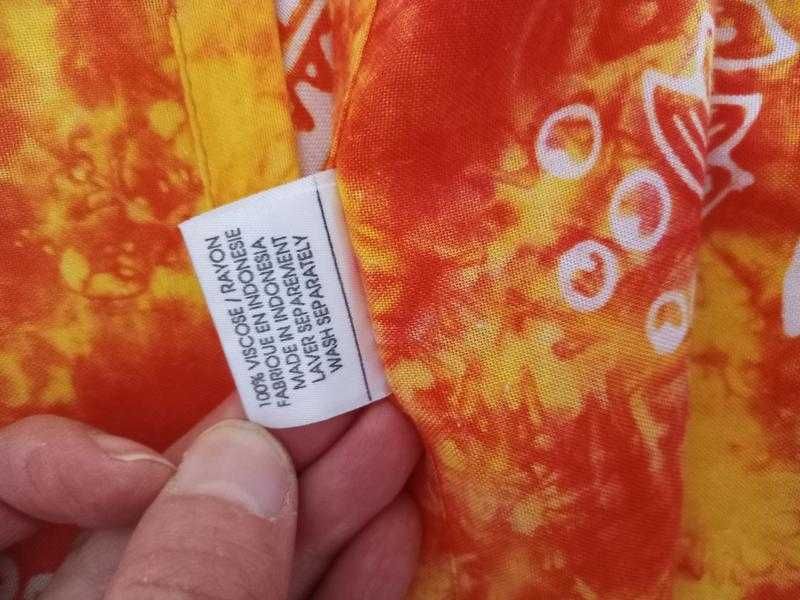 100% VISCOSE / RAYON
FABRIQUE EN INDONESIE
MADE IN INDONESIA
LAVER SEPAREMENT
WASH SEPARATELY